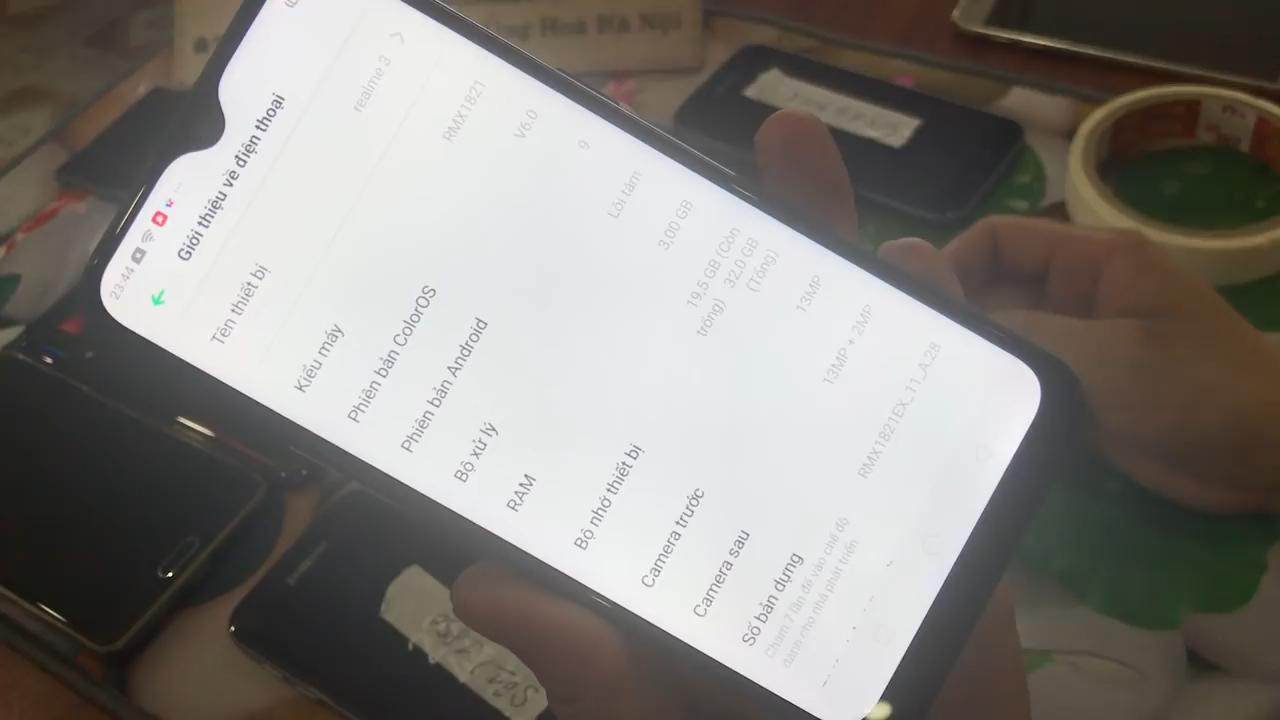 23:44
Giới thiệu về điện thoại
Tên thiết bị
realme 3
Kiểu máy
RMX1821
Phiên bản ColorOS
V6.0
Phiên bản Android
9
Bộ xử lý
Lõi tám
RAM
3,00 GB
Bộ nhớ thiết bị
19,5 GB (Còn
trống) 32.0 GB
(Tổng)
Camera trước
13MP
Camera sau
13MP + 2MP
Số bản dựng
RMX1821EX_11_A.28
Chạm 7 lần để vào chế độ
dành cho nhà phát triển